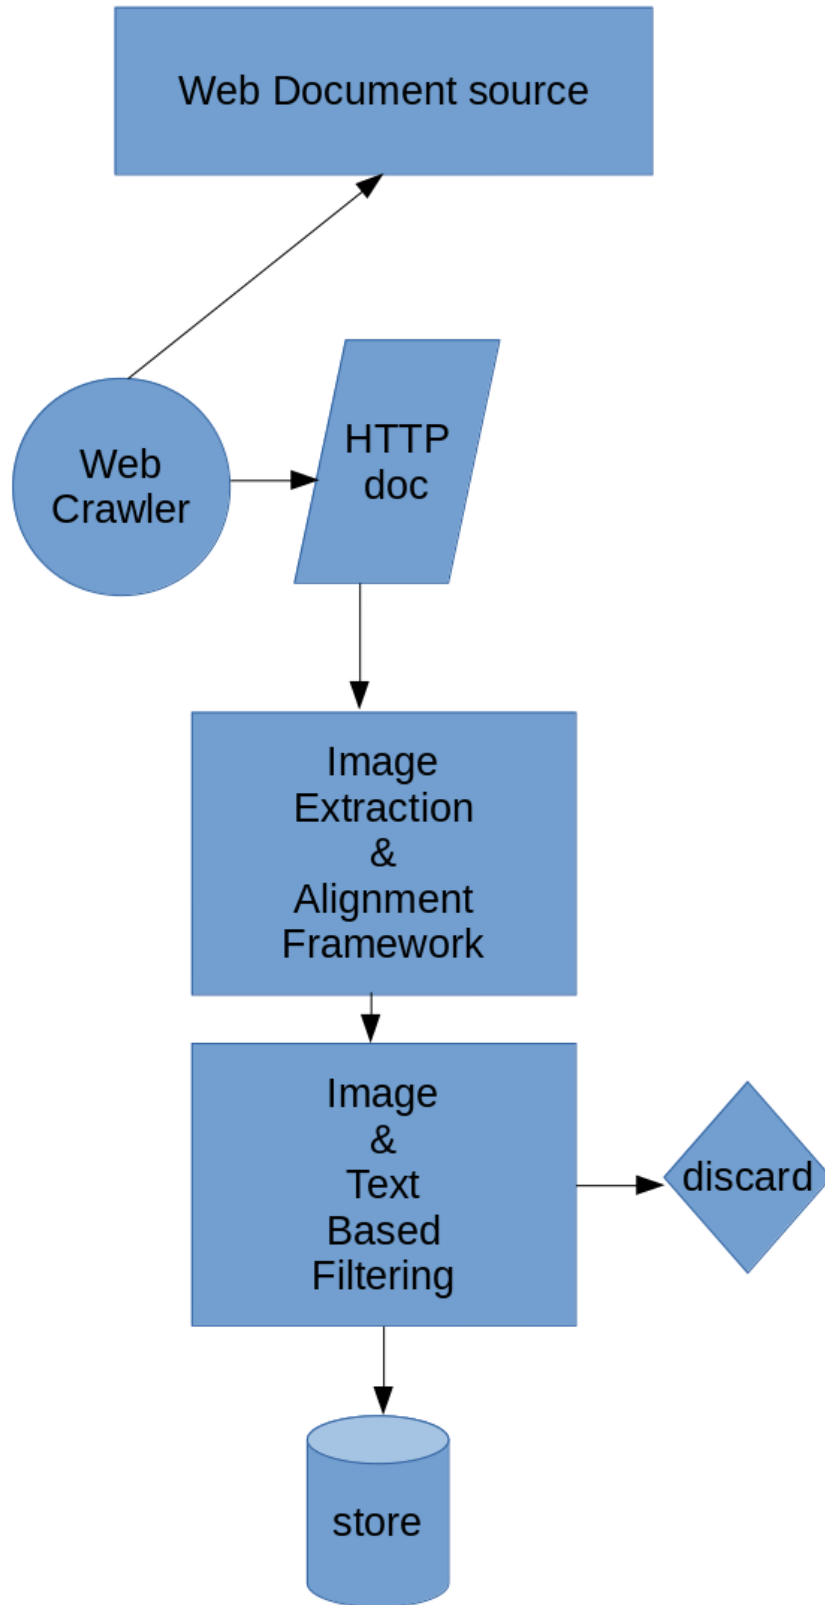 Web Document source
Web
Crawler
HTTP
doc
Image
Extraction
&
Alignment
Framework
Image
&
Text
Based
Filtering
discard
store